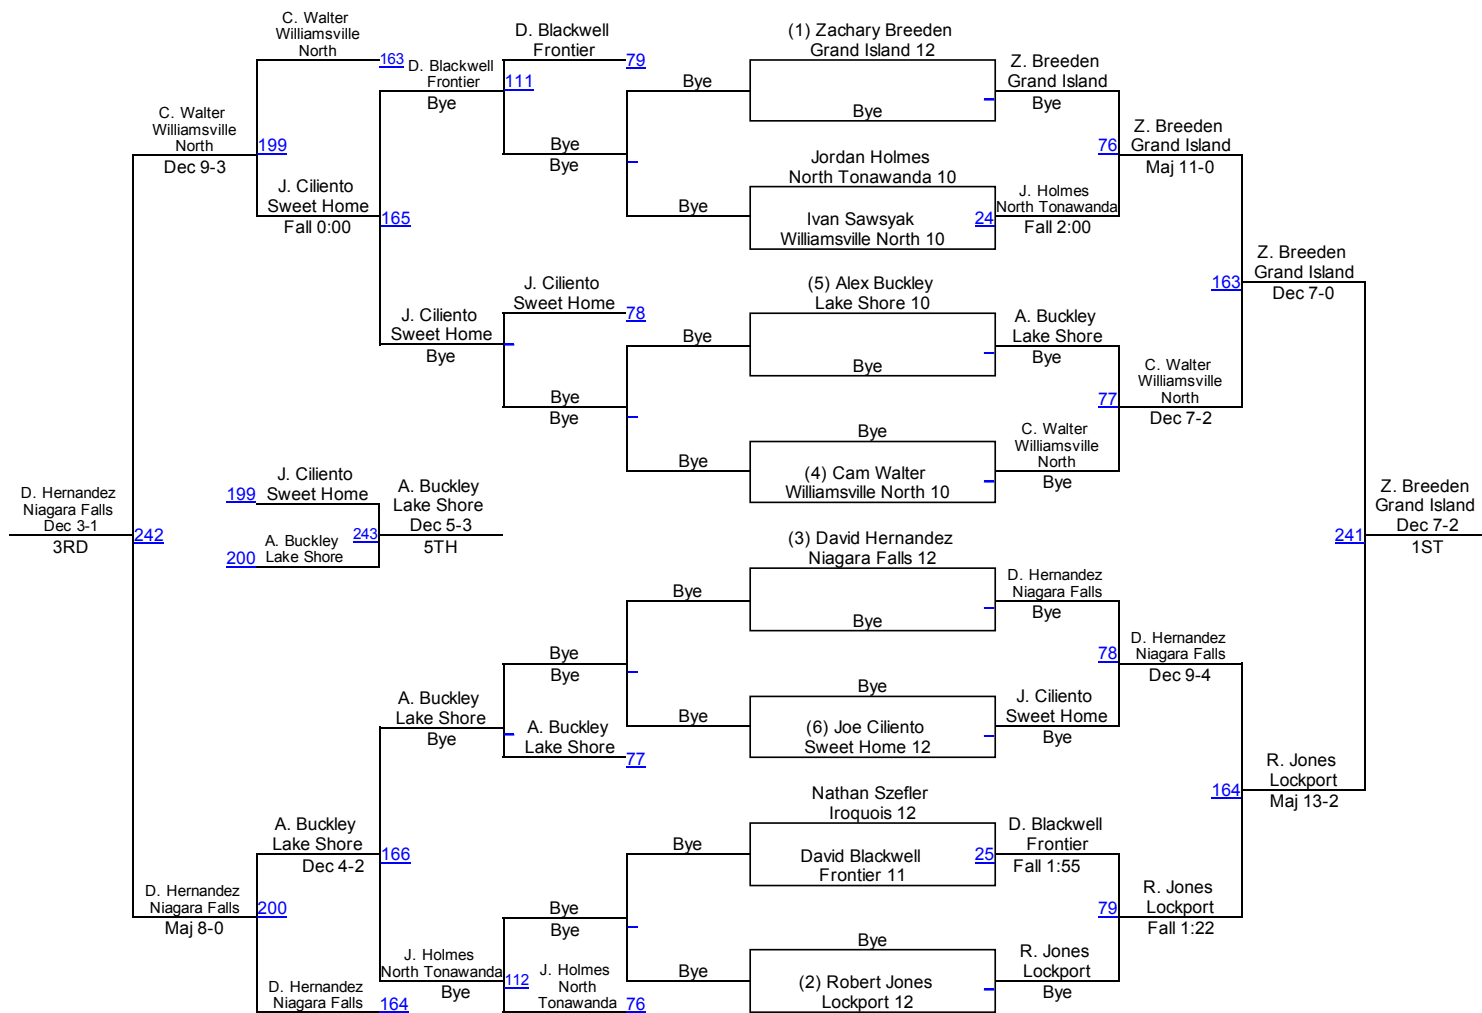 C. Walter
Williamsville
North
163
D. Blackwell
Frontier
Bye
111
D. Blackwell
Frontier
79
Bye
(1) Zachary Breeden
Grand Island 12
Bye
Z. Breeden
Grand Island
Bye
C. Walter
Williamsville
North
Dec 9-3
199
J. Ciliento
Sweet Home
Fall 0:00
165
Bye
Bye
Bye
Jordan Holmes
North Tonawanda 10
Ivan Sawsyak
Williamsville North 10
24
J. Holmes
North Tonawanda
Fall 2:00
76
Z. Breeden
Grand Island
Maj 11-0
J. Ciliento
Sweet Home
Bye
J. Ciliento
Sweet Home
78
Bye
(5) Alex Buckley
Lake Shore 10
Bye
A. Buckley
Lake Shore
Bye
163
Z. Breeden
Grand Island
Dec 7-0
Bye
Bye
Bye
Bye
(4) Cam Walter
Williamsville North 10
C. Walter
Williamsville
North
Bye
77
C. Walter
Williamsville
North
Dec 7-2
D. Hernandez
Niagara Falls
Dec 3-1
3RD
242
199
J. Ciliento
Sweet Home
200
A. Buckley
Lake Shore
243
A. Buckley
Lake Shore
Dec 5-3
5TH
241
Z. Breeden
Grand Island
Dec 7-2
1ST
Bye
(3) David Hernandez
Niagara Falls 12
Bye
D. Hernandez
Niagara Falls
Bye
78
D. Hernandez
Niagara Falls
Dec 9-4
A. Buckley
Lake Shore
Bye
Bye
Bye
A. Buckley
Lake Shore
77
Bye
Bye
(6) Joe Ciliento
Sweet Home 12
J. Ciliento
Sweet Home
Bye
164
R. Jones
Lockport
Maj 13-2
A. Buckley
Lake Shore
Dec 4-2
166
Bye
Nathan Szefler
Iroquois 12
David Blackwell
Frontier 11
25
D. Blackwell
Frontier
Fall 1:55
79
R. Jones
Lockport
Fall 1:22
D. Hernandez
Niagara Falls
Maj 8-0
200
D. Hernandez
Niagara Falls
164
J. Holmes
North Tonawanda
Bye
112
Bye
Bye
J. Holmes
North
Tonawanda
76
Bye
Bye
(2) Robert Jones
Lockport 12
R. Jones
Lockport
Bye